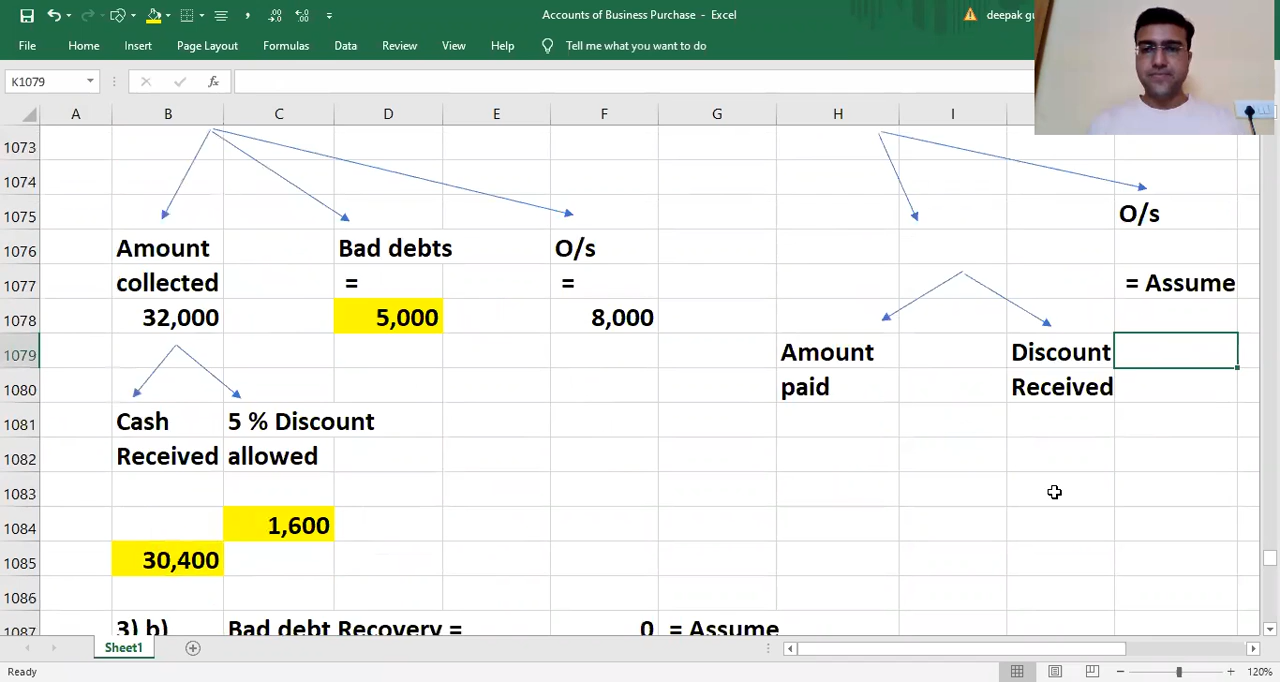 Accounts of Business Purchase - Excel
deepak gu
File Home Insert Page Layout Formulas Data Review View Help Tell me what you want to do
K1079
fx
A B C D E F G H I
1073
1074
1075 O/s
1076 Amount Bad debts O/s
1077 collected = = = Assume
1078 32,000 5,000 8,000
1079 Amount Discount
1080 paid Received
1081 Cash 5 % Discount
1082 Received allowed
1083
1084 1,600
1085 30,400
1086
1087 3) b) Bad debt Recovery = 0 = Assume
Sheet1
Ready 120%